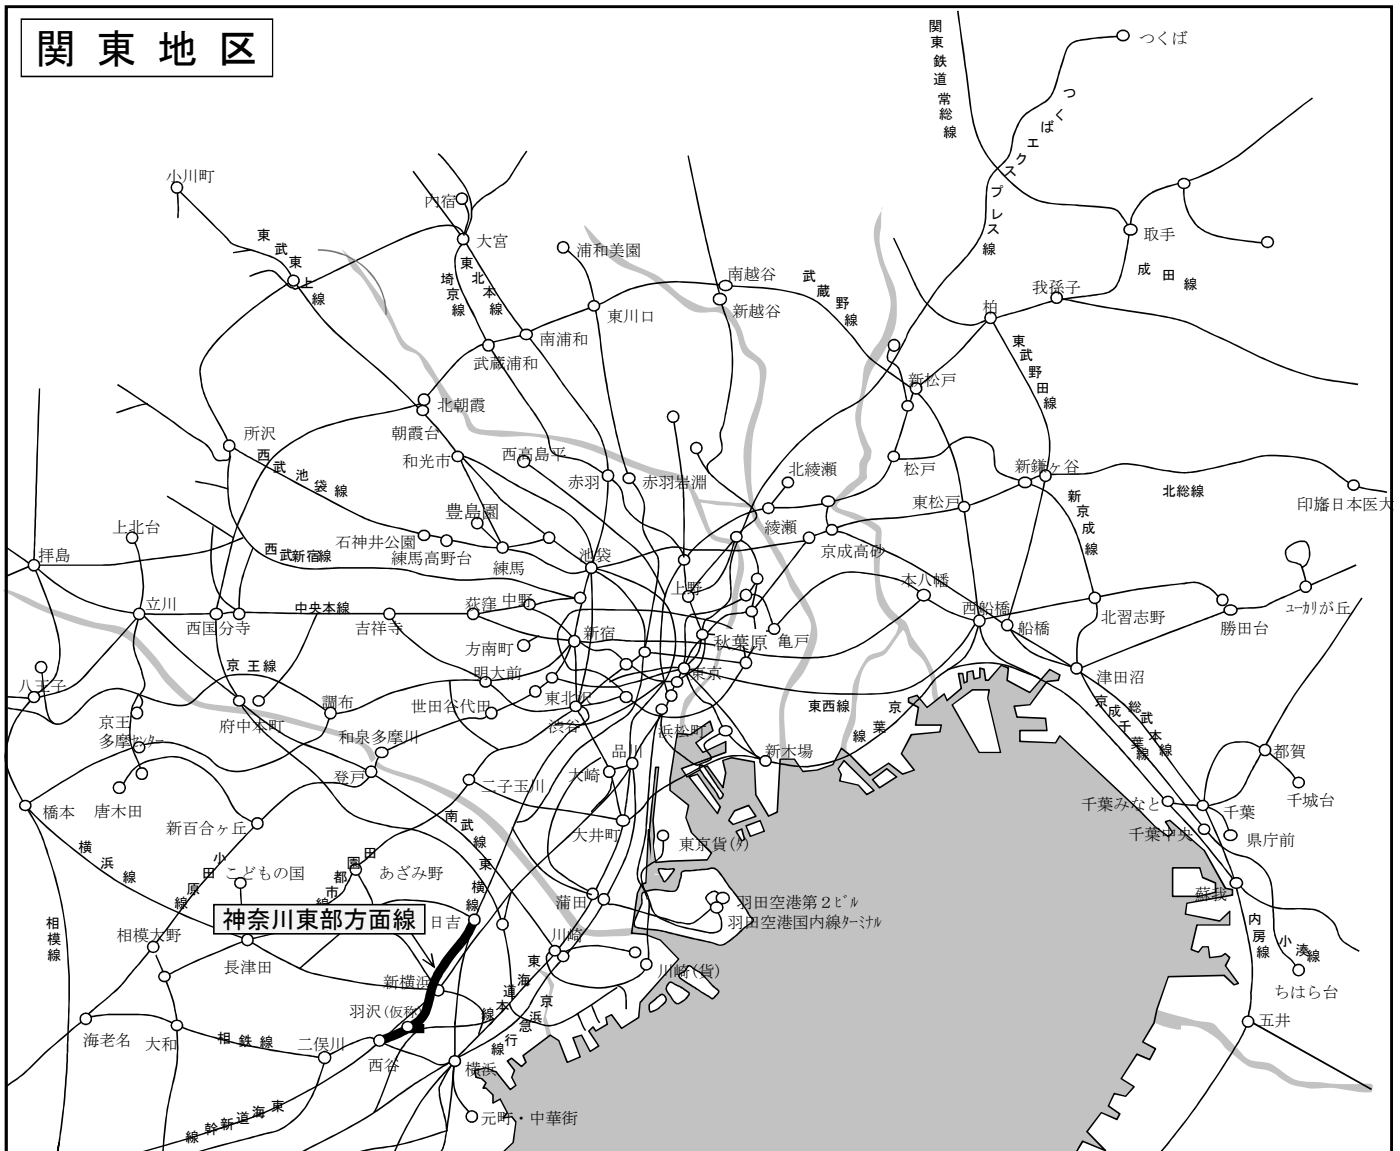 関東地区
つくば
関東鉄道常総線
つくばエクスプレス線
小川町
内宿
大宮
浦和美園
取手
東武東上線
東北本線
埼京線
南越谷
武蔵野線
成田線
我孫子
東川口
新越谷
柏
南浦和
武蔵浦和
東武野田線
新松戸
北朝霞
朝霞台
所沢
和光市
西高島平
赤羽
赤羽岩淵
北綾瀬
松戸
新鎌ヶ谷
西武池袋線
北総線
印旛日本医大
豊島園
綾瀬
東松戸
新京成線
上北台
石神井公園
練馬高野台
京成高砂
拝島
西武新宿線
練馬
池袋
本八幡
上野
立川
中央本線
荻窪
中野
西船橋
船橋
北習志野
ユーカリが丘
西国分寺
吉祥寺
勝田台
方南町
新宿
秋葉原
亀戸
京王線
明大前
東京
津田沼
八王子
世田谷代田
東北沢
東西線
京葉線
京王多摩センター
府中本町
調布
渋谷
浜松町
京成千葉線
総武本線
和泉多摩川
品川
新木場
都賀
登戸
大崎
二子玉川
千城台
橋本
唐木田
千葉みなと
千葉
新百合ヶ丘
南武線
大井町
千葉中央
県庁前
横浜線
東京貨(タ)
小田原線
こどもの国
田園都市線
あざみ野
東横線
蘇我
羽田空港第2ビル
蒲田
羽田空港国内線ターミナル
神奈川東部方面線
日吉
相模線
相模大野
川崎
内房線
小湊線
長津田
川崎(貨)
新横浜
東海道本線
ちはら台
羽沢(仮称)
京浜急行線
五井
海老名
大和
相鉄線
二俣川
西谷
横浜
元町・中華街
東海道新幹線